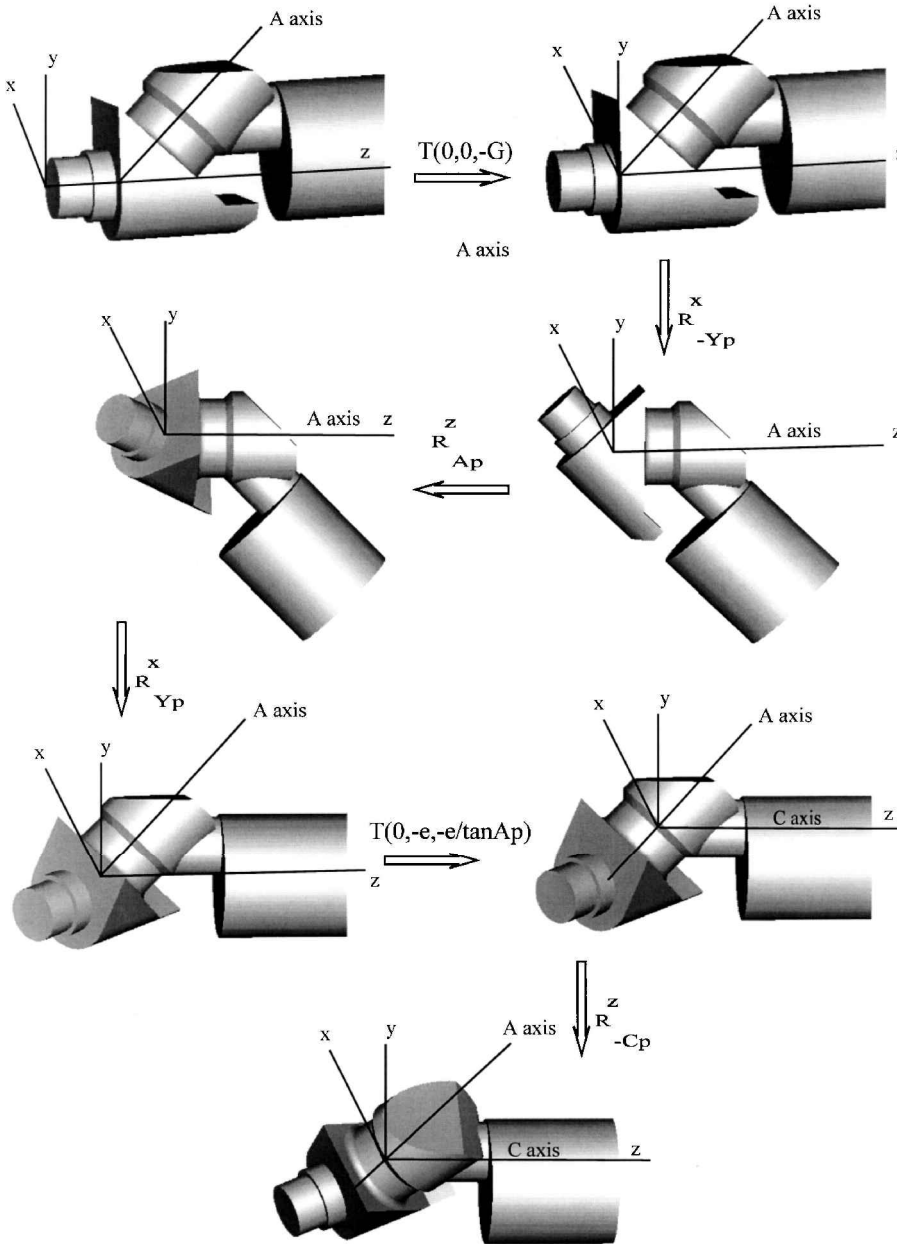 A axis
y
x
z
T(0,0,-G)
A axis
y
x
A axis
R x -Yp
y
x
A axis
z
R z Ap
y
x
A axis
z
R x Yp
A axis
y
x
z
T(0,-e,-e/tanAp)
A axis
y
x
C axis
z
R z -Cp
A axis
y
x
C axis
z